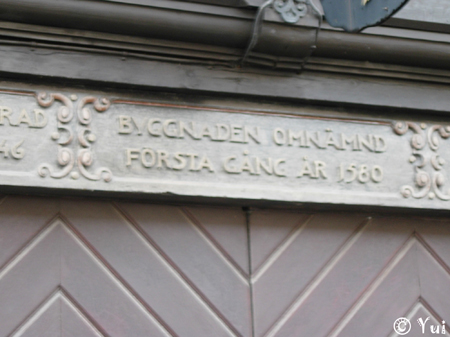 RAD
46
BYGGNADEN OMNÄMND
FÖRSTA GÅNG ÅR 1580
© Yui